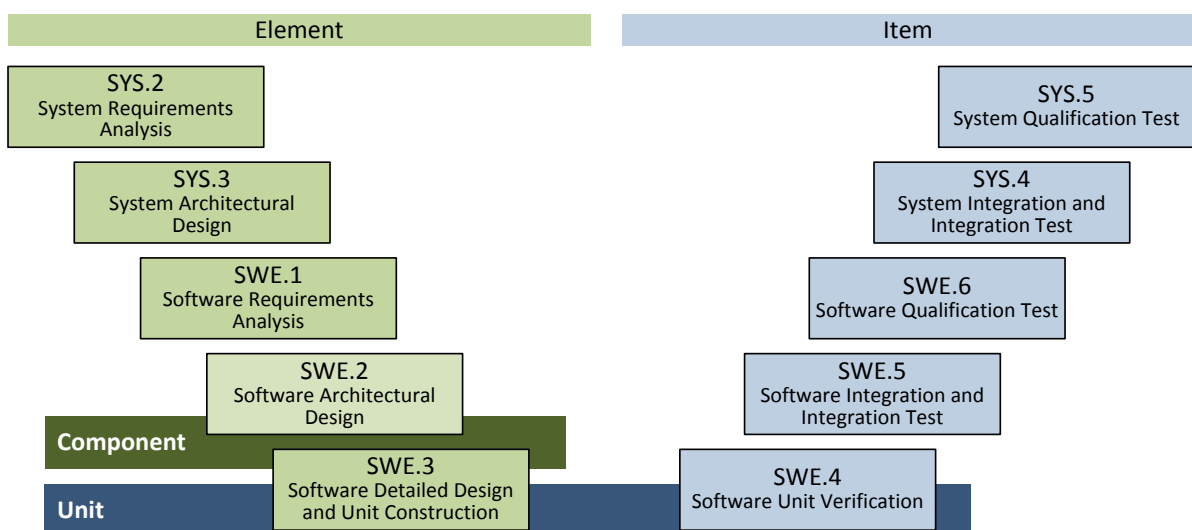 Element
Item
SYS.2
System Requirements
Analysis
SYS.5
System Qualification Test
SYS.3
System Architectural
Design
SYS.4
System Integration and
Integration Test
SWE.1
Software Requirements
Analysis
SWE.6
Software Qualification Test
SWE.2
Software Architectural
Design
SWE.5
Software Integration and
Integration Test
Component
SWE.3
Software Detailed Design
and Unit Construction
SWE.4
Software Unit Verification
Unit